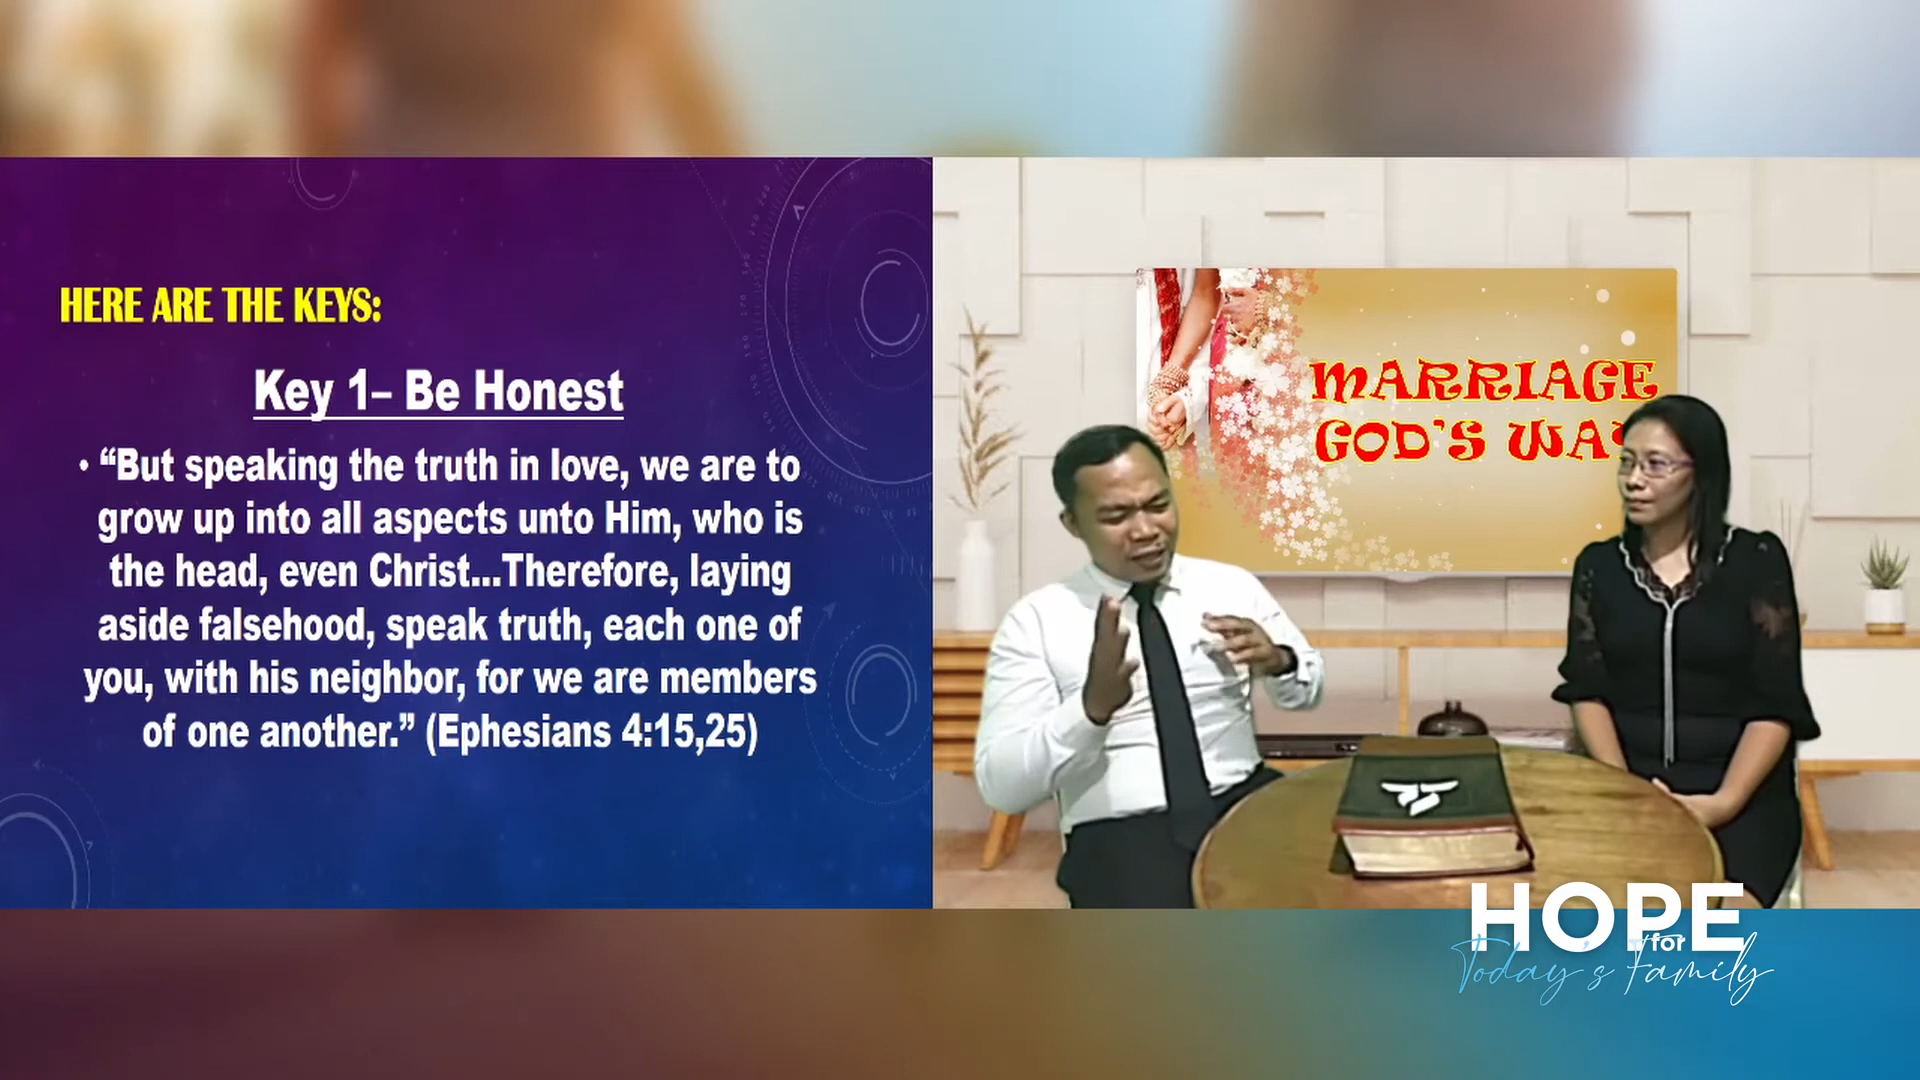 HERE ARE THE KEYS:
Key 1– Be Honest
• “But speaking the truth in love, we are to
grow up into all aspects unto Him, who is
the head, even Christ...Therefore, laying
aside falsehood, speak truth, each one of
you, with his neighbor, for we are members
of one another.” (Ephesians 4:15,25)
MARRIAGE
GOD'S WAY
HOPE
for
Today's Family